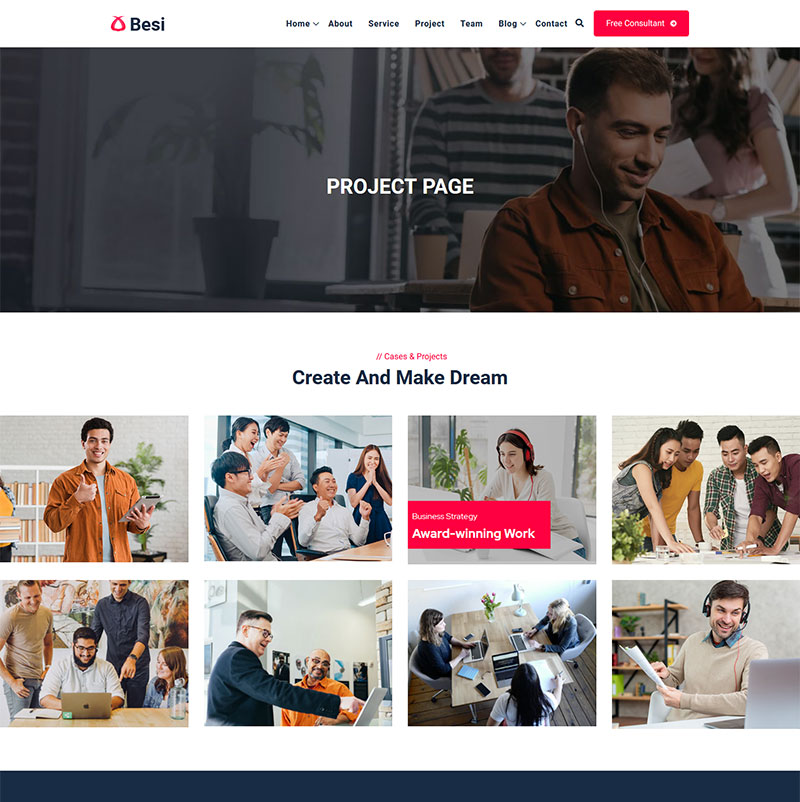 Besi
Home About Service Project Team Blog Contact Free Consultant
PROJECT PAGE
// Cases & Projects
Create And Make Dream
Business Strategy
Award-winning Work